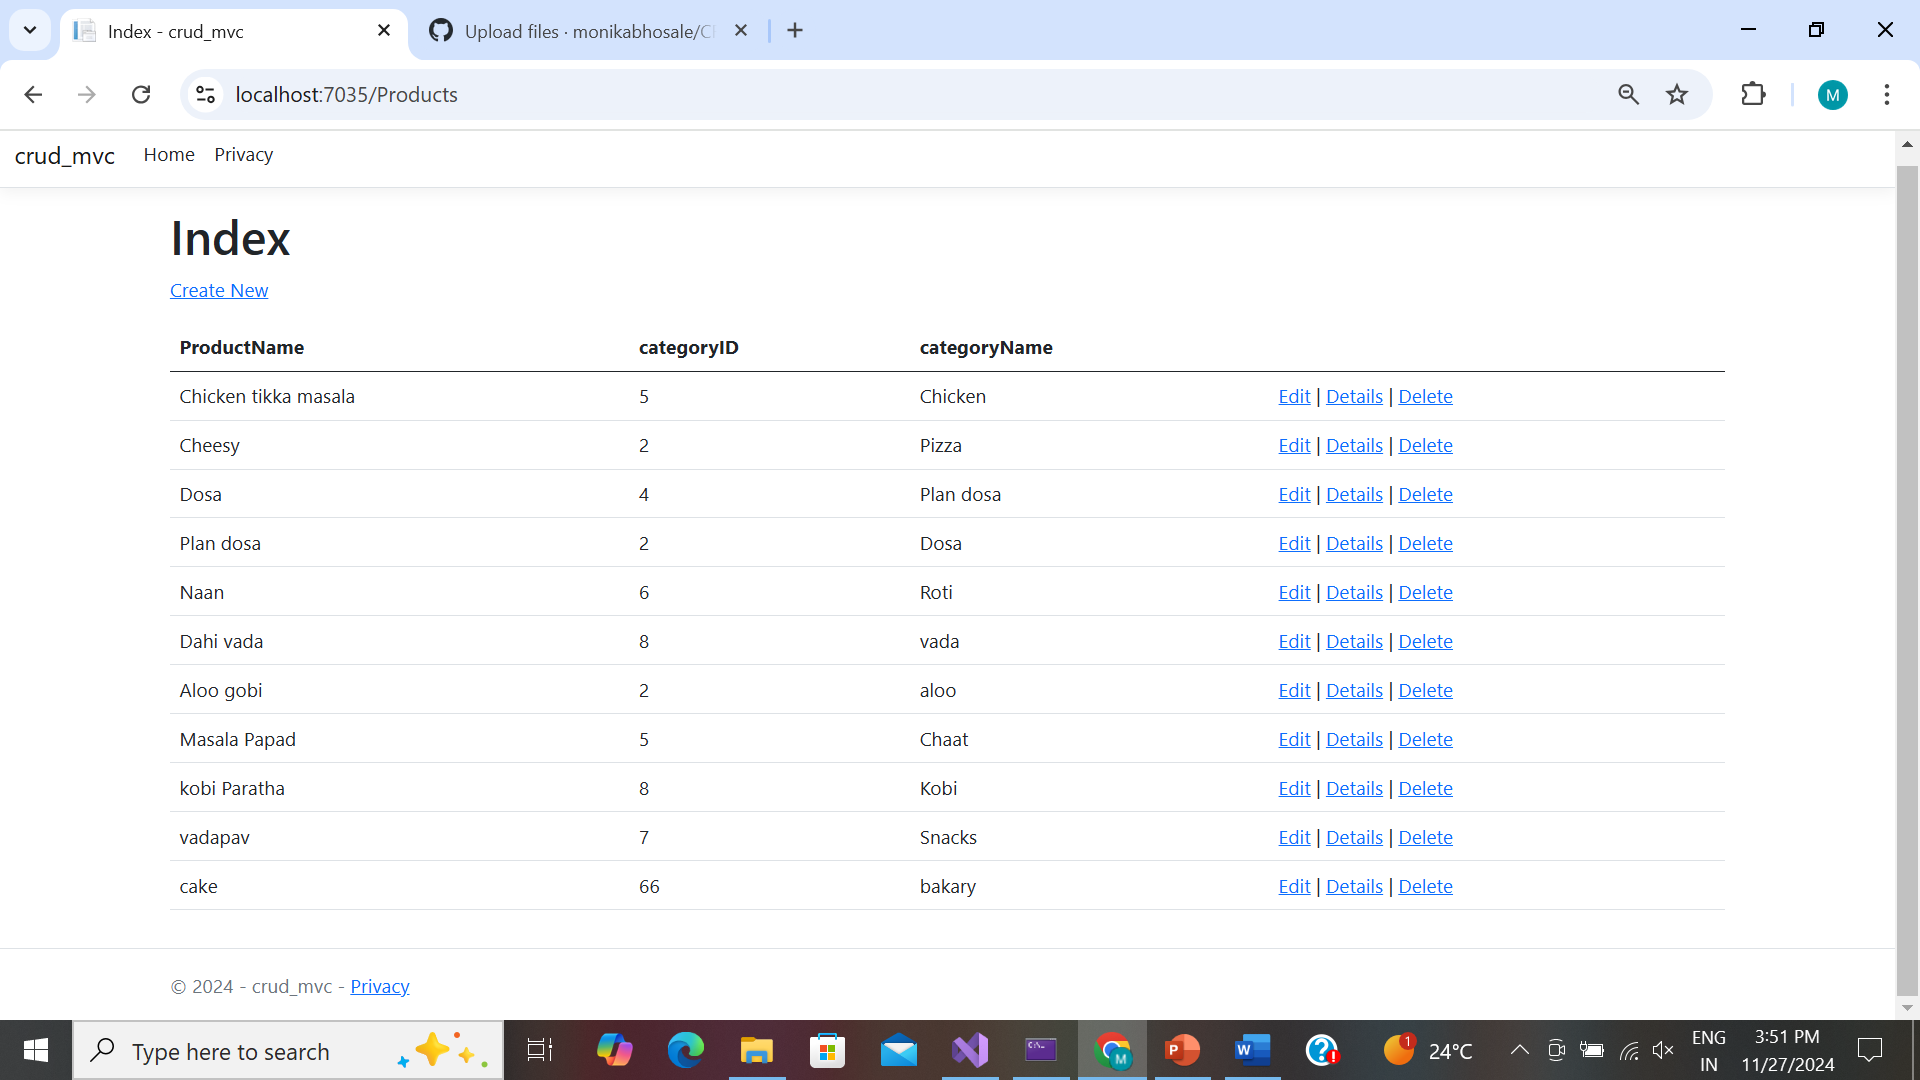 Index - crud_mvc
Upload files · monikabhosale/C
localhost:7035/Products
M
crud_mvc Home Privacy
Index
Create New
ProductName categoryID categoryName
Chicken tikka masala 5 Chicken Edit | Details | Delete
Cheesy 2 Pizza Edit | Details | Delete
Dosa 4 Plan dosa Edit | Details | Delete
Plan dosa 2 Dosa Edit | Details | Delete
Naan 6 Roti Edit | Details | Delete
Dahi vada 8 vada Edit | Details | Delete
Aloo gobi 2 aloo Edit | Details | Delete
Masala Papad 5 Chaat Edit | Details | Delete
kobi Paratha 8 Kobi Edit | Details | Delete
vadapav 7 Snacks Edit | Details | Delete
cake 66 bakary Edit | Details | Delete
© 2024 - crud_mvc - Privacy
Type here to search
M
P
W
1
24°C
ENG
IN
3:51 PM
11/27/2024